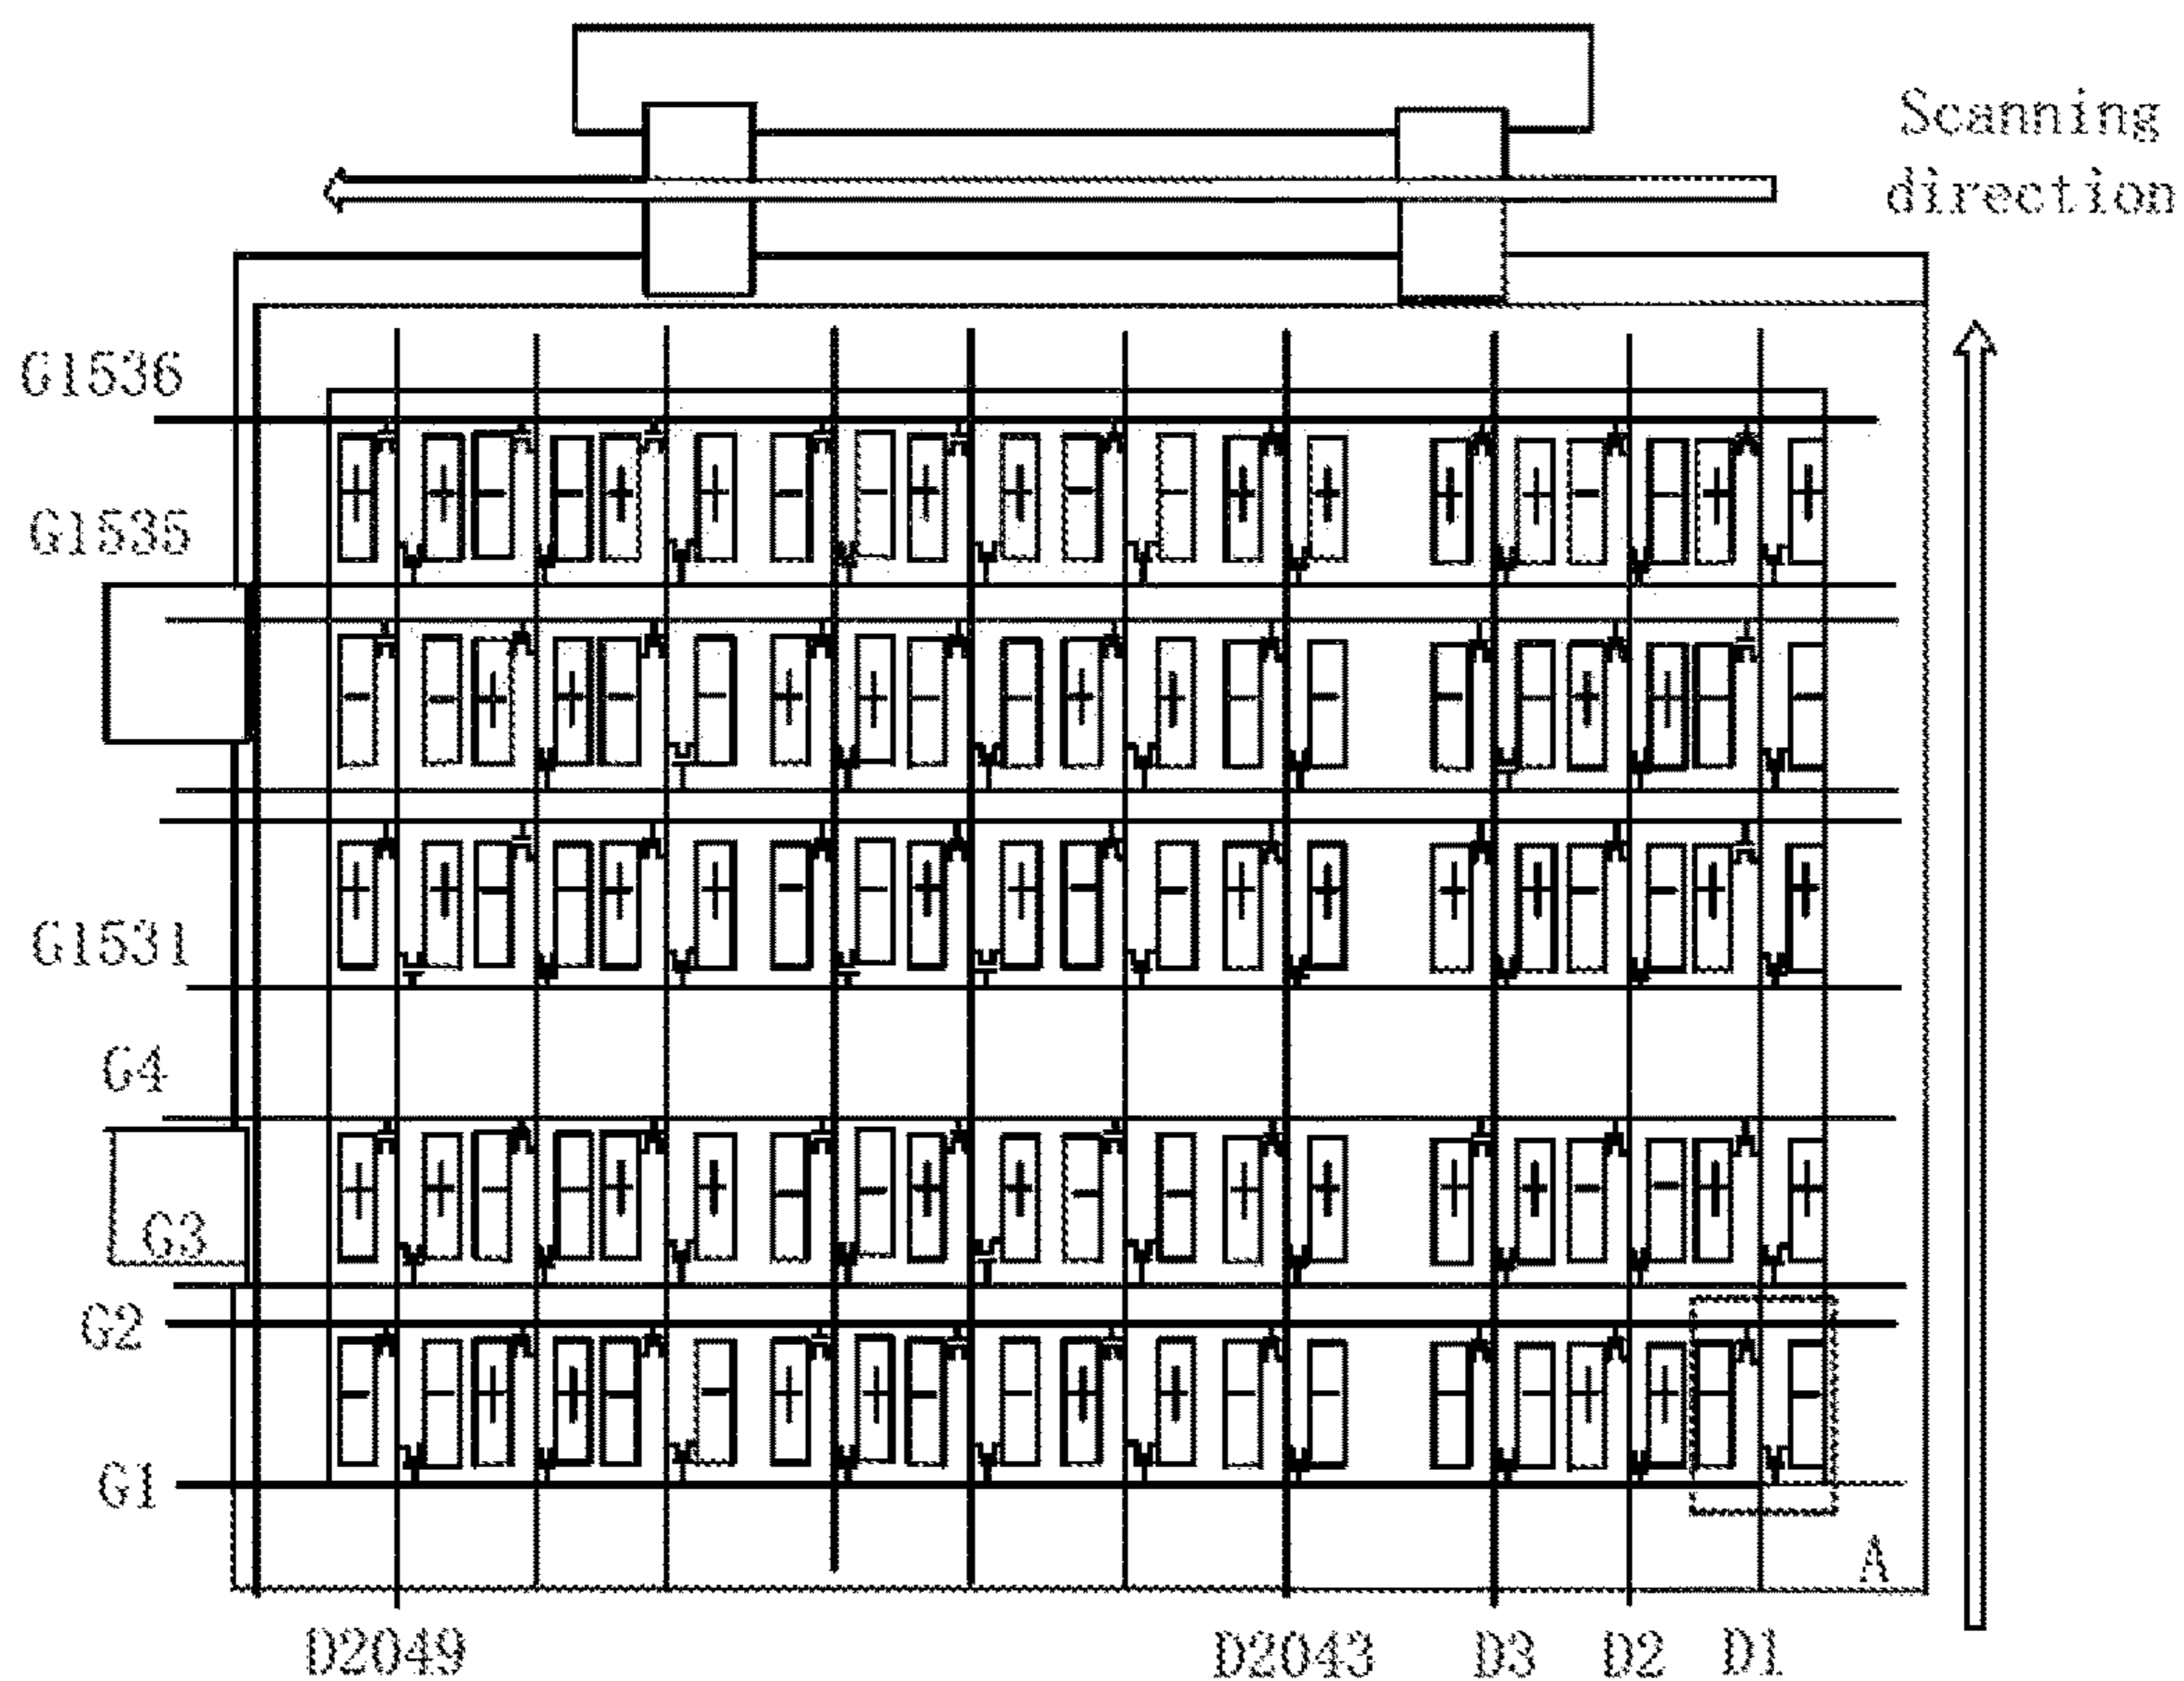 Scanning
direction
G1536
G1535
G1531
G4
G3
G2
G1
A
D2049 D2043 D3 D2 D1